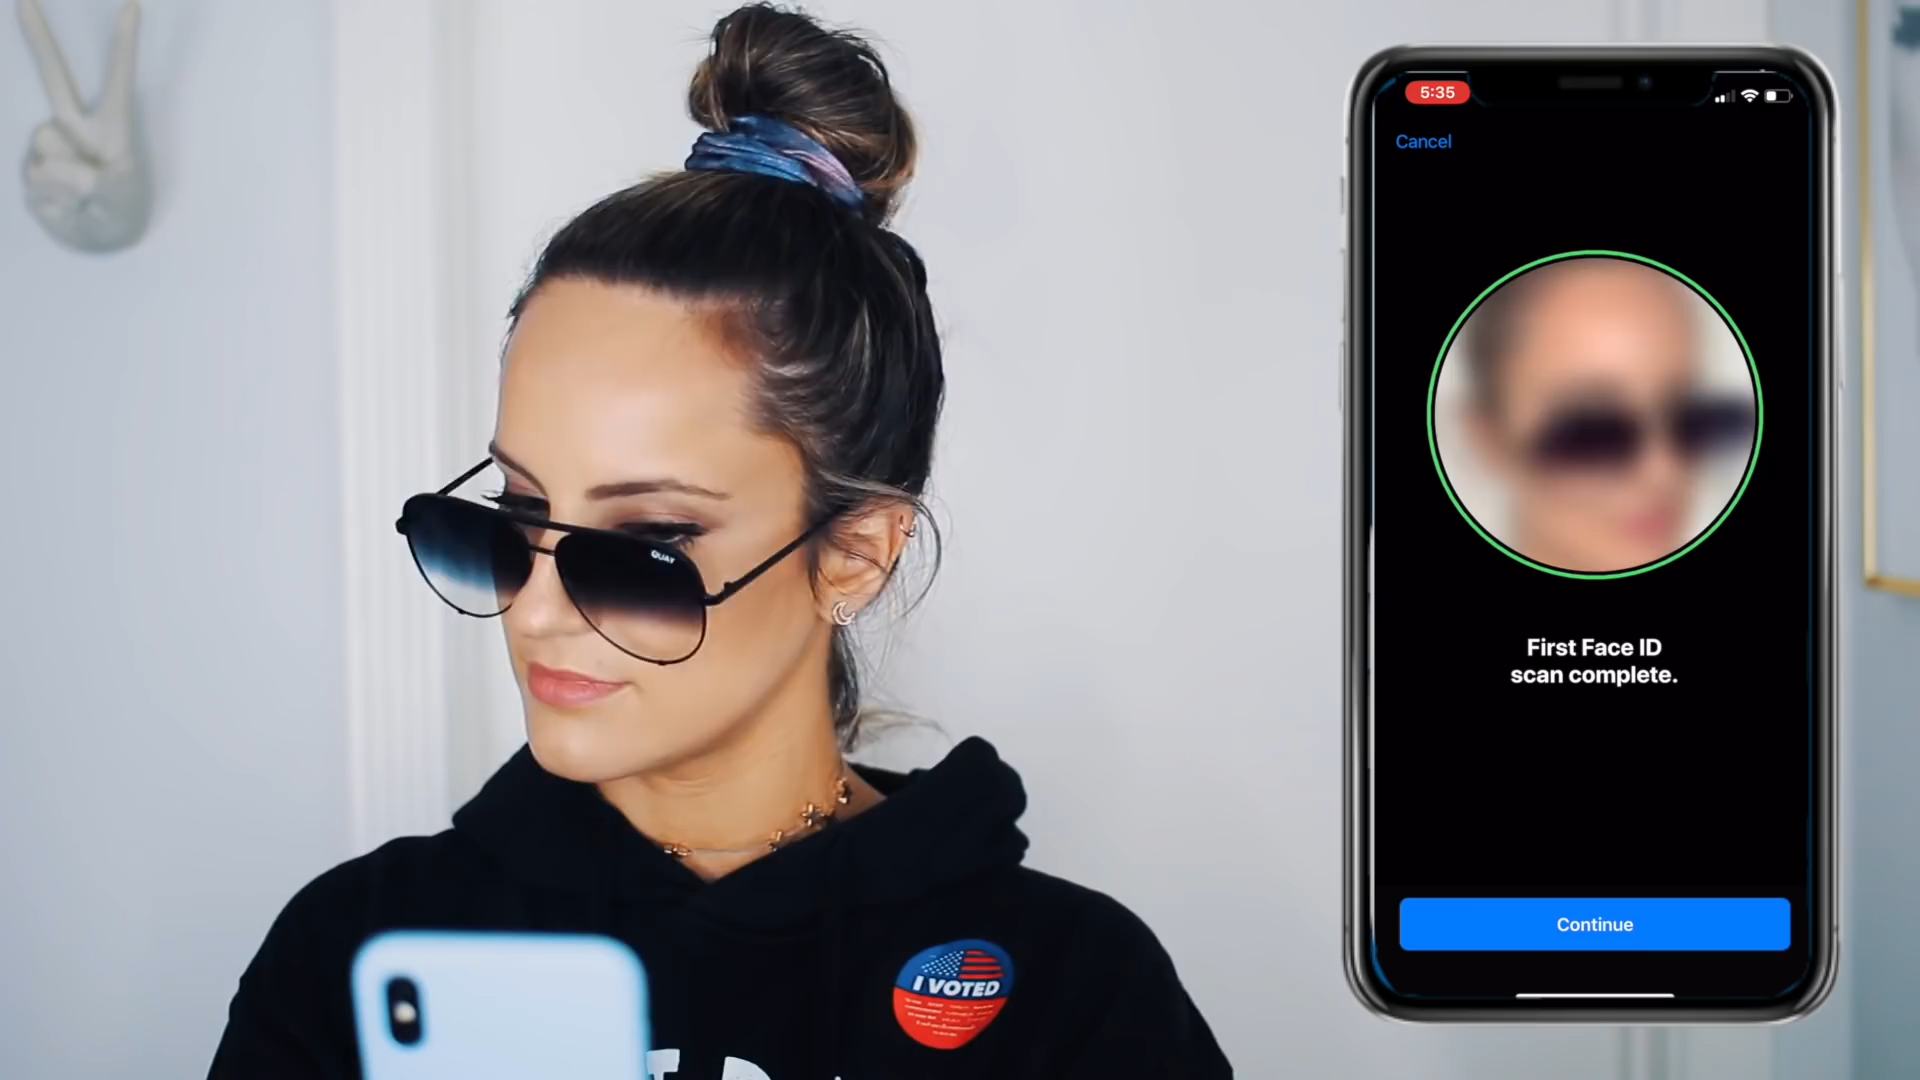 QUAY
I VOTED
5:35
Cancel
First Face ID
scan complete.
Continue